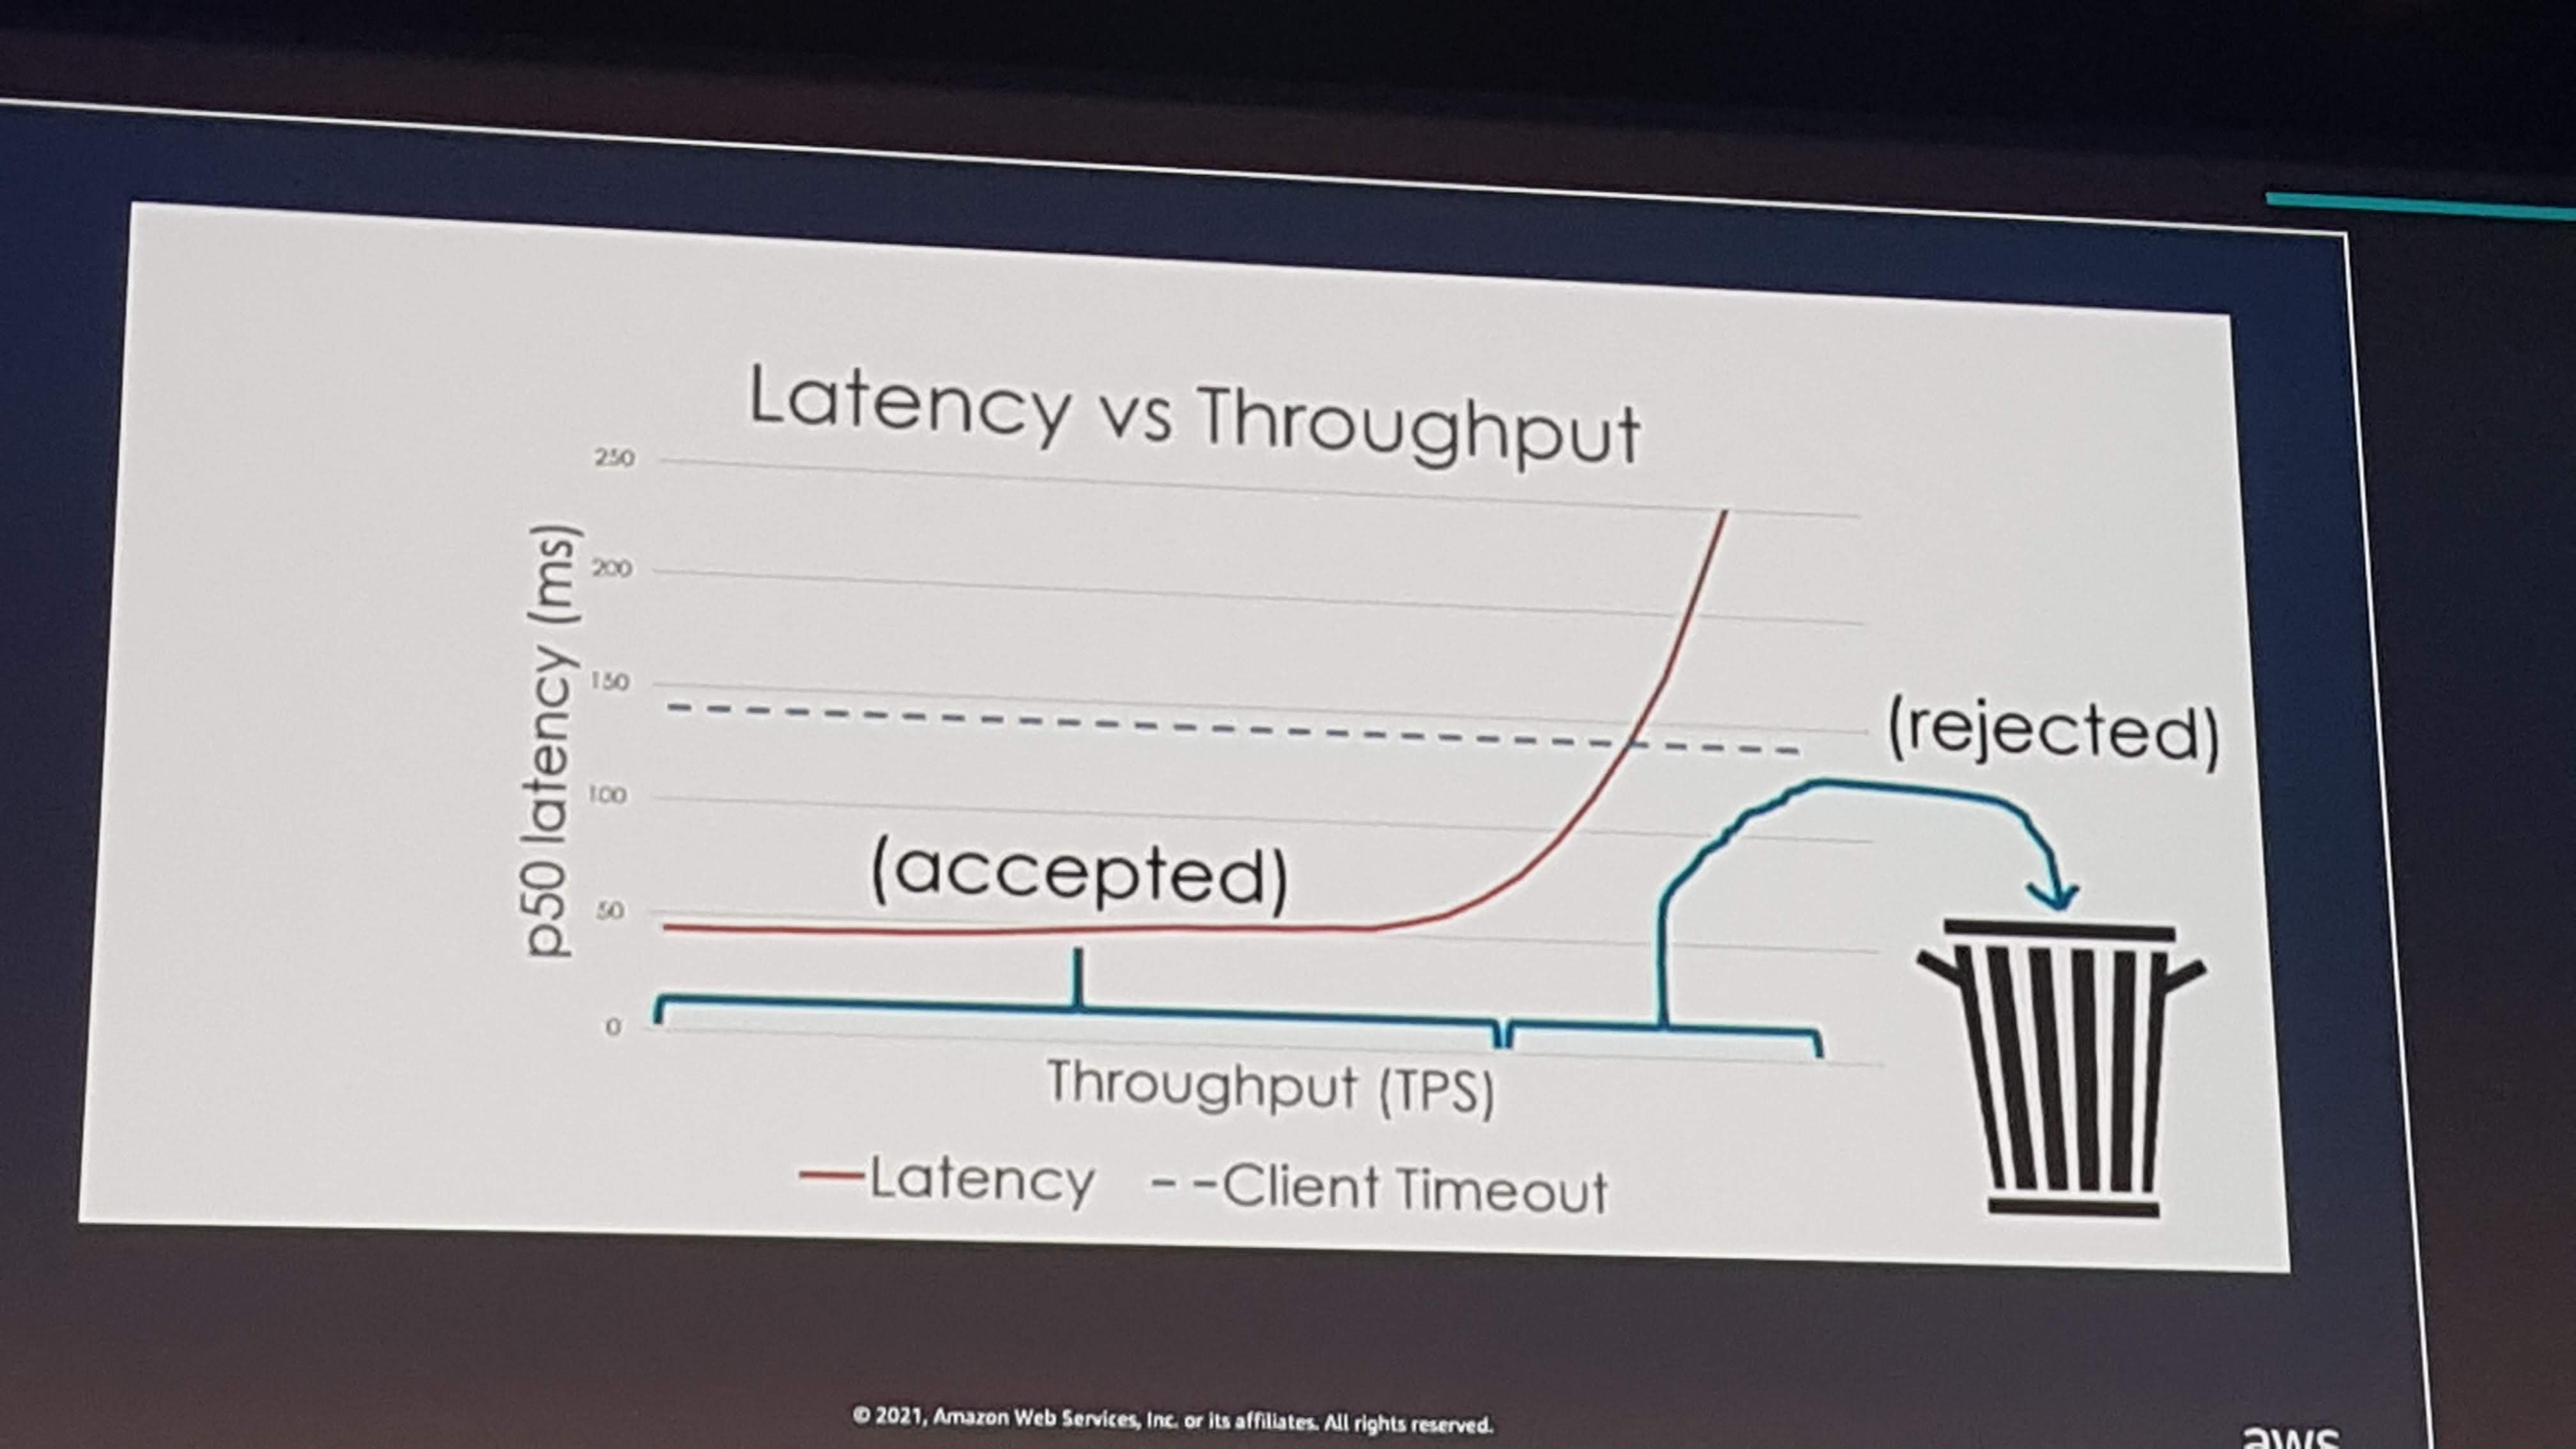 Latency vs Throughput
250
200
150
100
50
0
p50 latency (ms)
(accepted)
(rejected)
Throughput (TPS)
Latency
Client Timeout
© 2021, Amazon Web Services, Inc. or its affiliates. All rights reserved.
aws